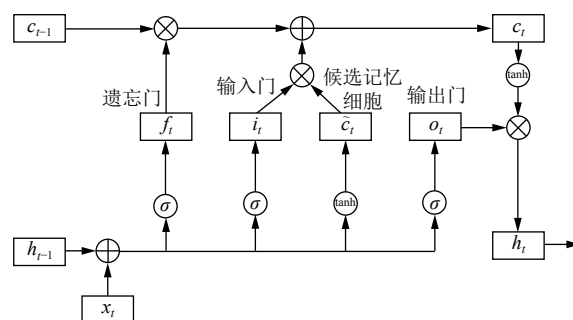 c_{t−1}
c_t
tanh
输入门
候选记忆
细胞
输出门
遗忘门
f_t
i_t
c̃_t
o_t
σ
σ
tanh
σ
h_{t−1}
h_t
x_t